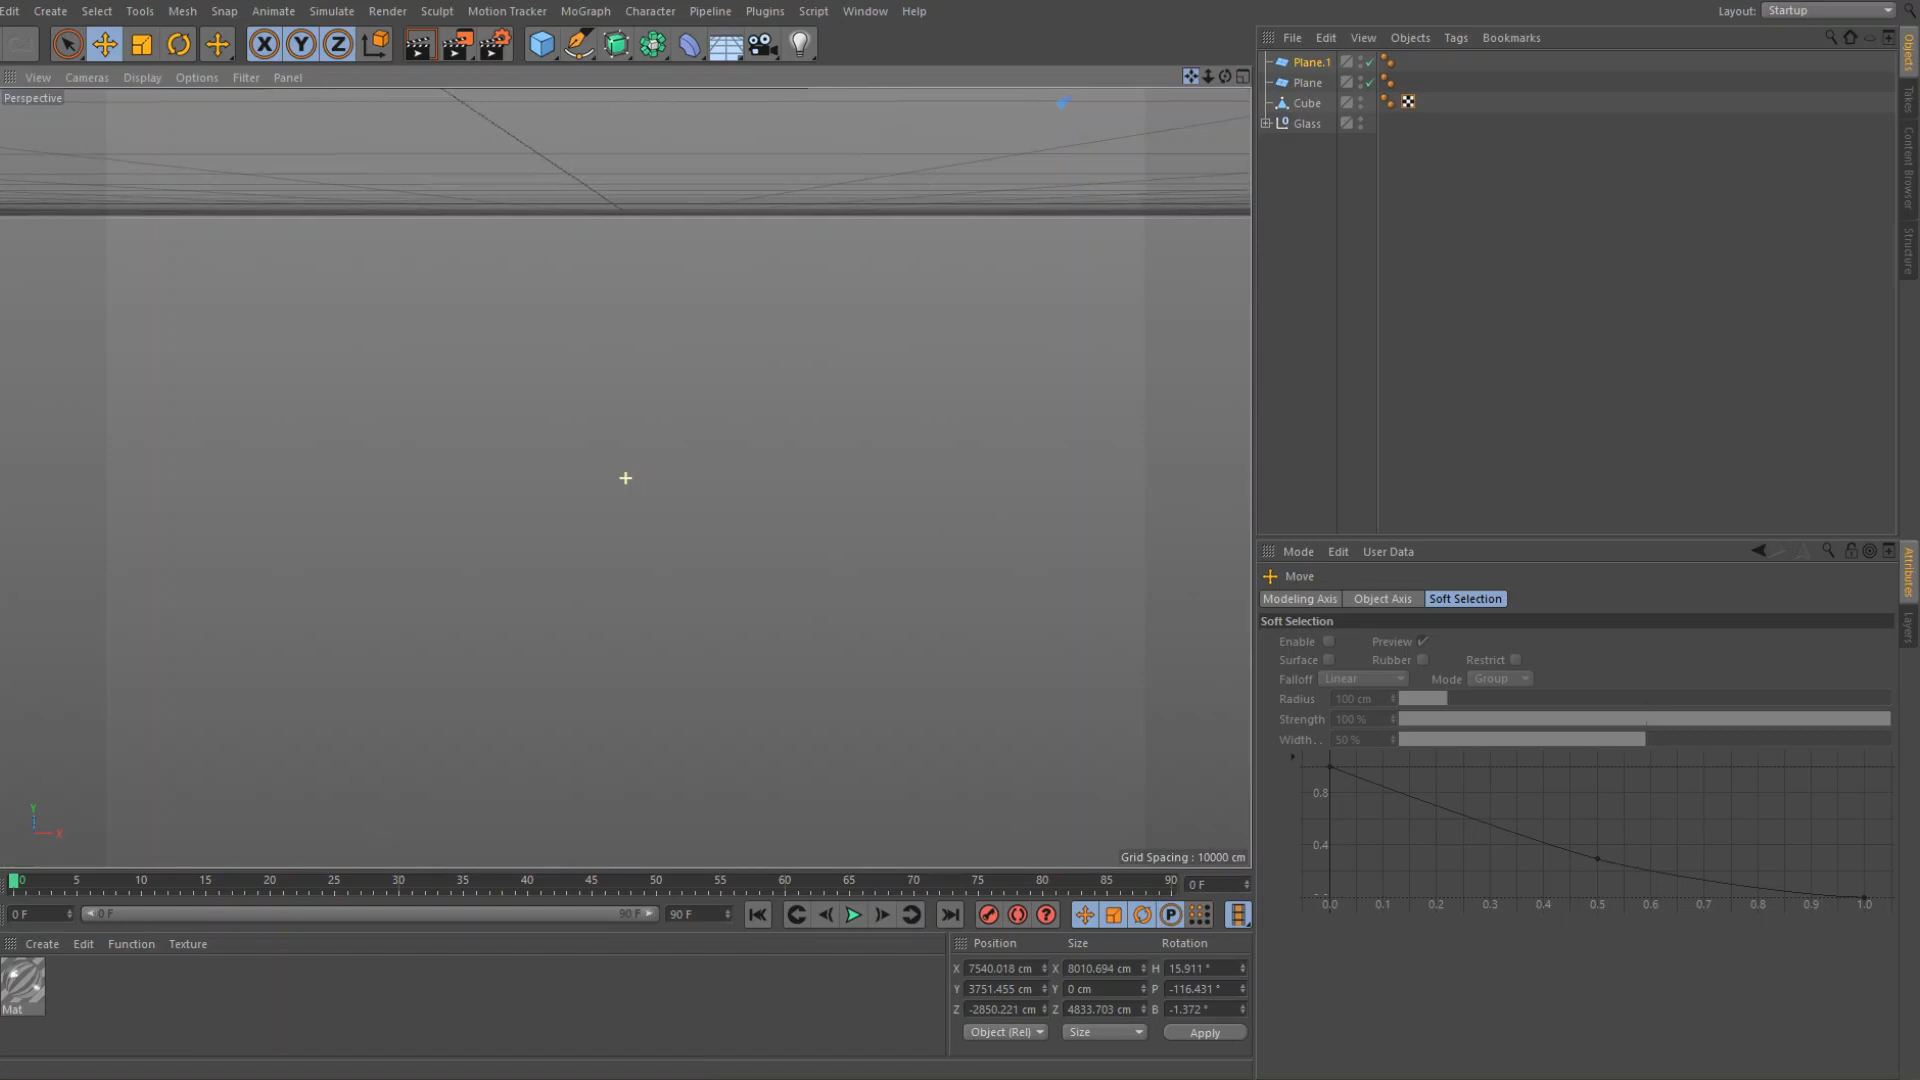 Edit Create Select Tools Mesh Snap Animate Simulate Render Sculpt Motion Tracker MoGraph Character Pipeline Plugins Script Window Help Layout: Startup
X Y Z
File Edit View Objects Tags Bookmarks
View Cameras Display Options Filter Panel
Perspective
Plane.1
Plane
Cube
Glass
Objects
Takes
Content Browser
Structure
Mode Edit User Data
Move
Modeling Axis Object Axis Soft Selection
Soft Selection
Enable Preview
Surface Rubber Restrict
Falloff Linear Mode Group
Radius 100 cm
Strength 100 %
Width.. 50 %
0.8
0.4
0.0 0.1 0.2 0.3 0.4 0.5 0.6 0.7 0.8 0.9 1.0
Attributes
Layers
Y
X
Grid Spacing : 10000 cm
0 5 10 15 20 25 30 35 40 45 50 55 60 65 70 75 80 85 90 0 F
0 F 0 F 90 F 90 F P
Create Edit Function Texture
Mat
Position Size Rotation
X 7540.018 cm X 8010.694 cm H 15.911 °
Y 3751.455 cm Y 0 cm P -116.431 °
Z -2850.221 cm Z 4833.703 cm B -1.372 °
Object (Rel) Size Apply